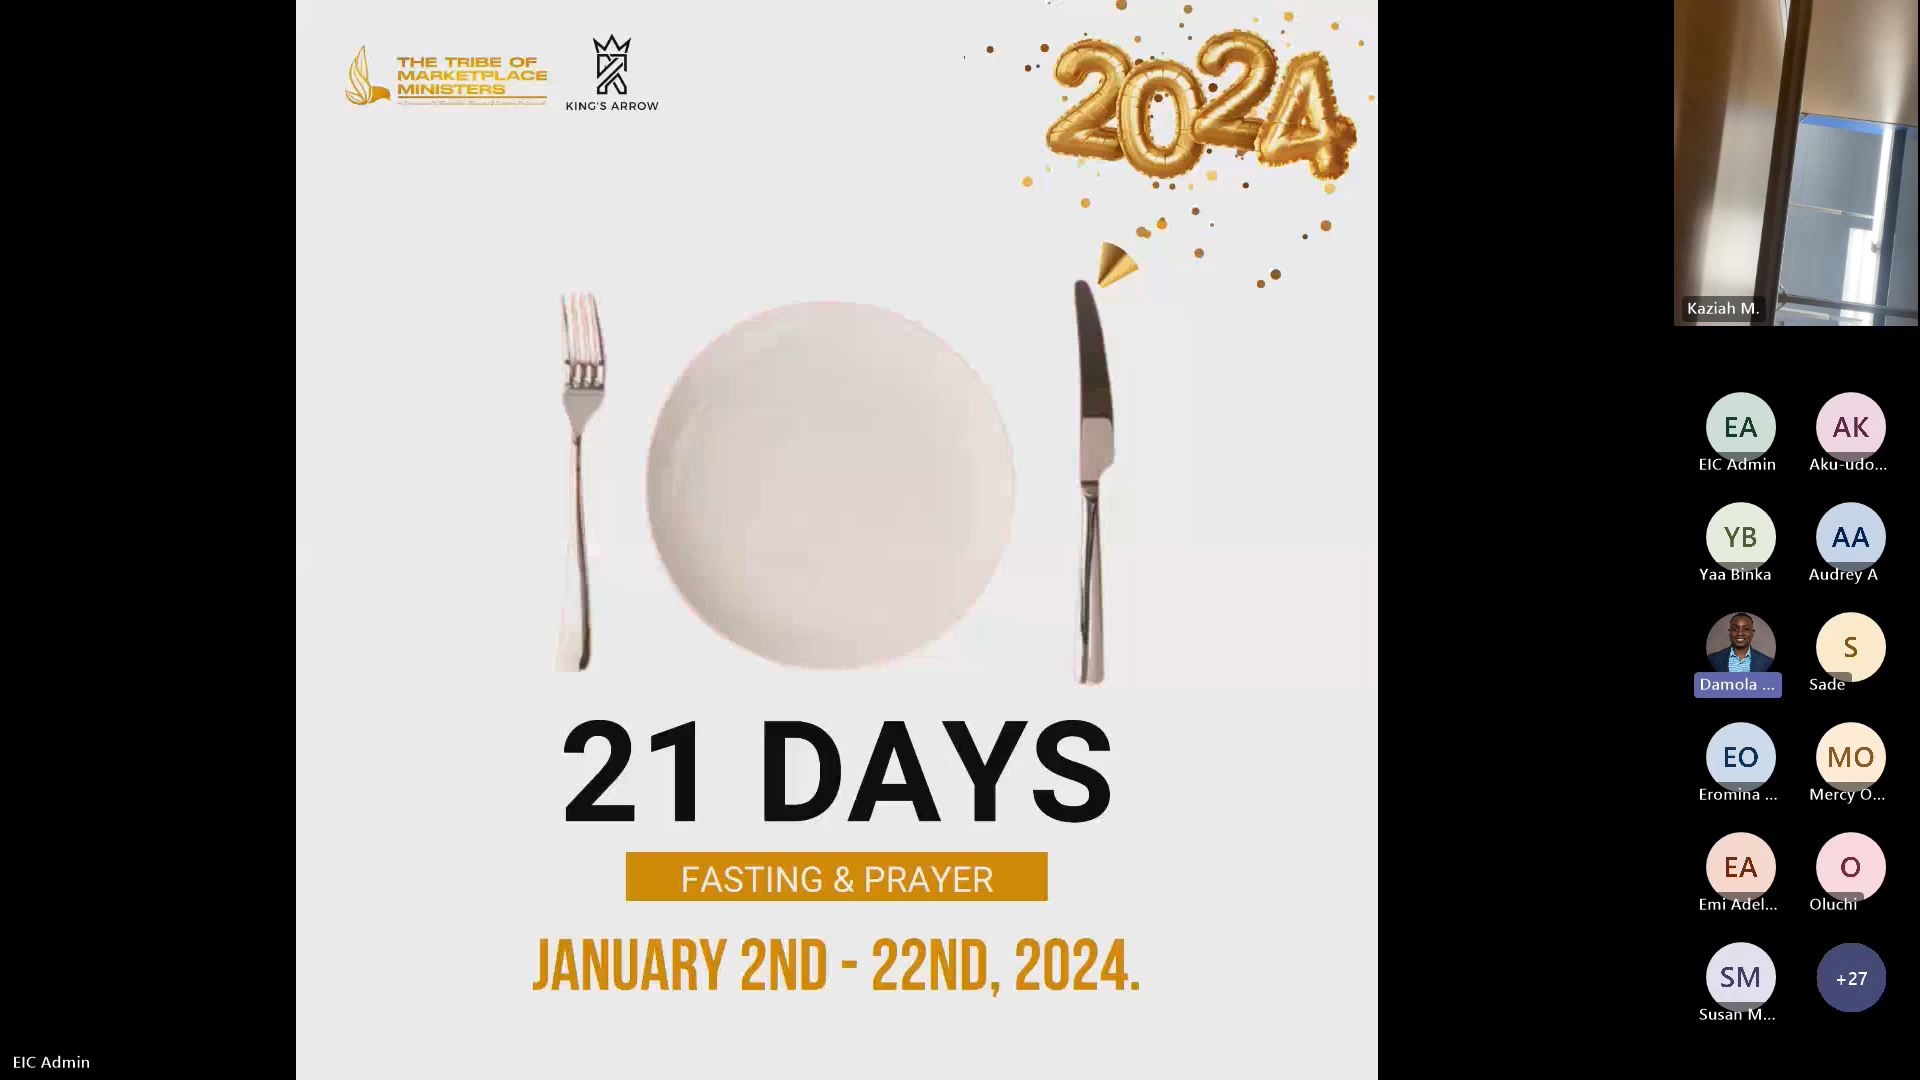 THE TRIBE OF
MARKETPLACE
MINISTERS
KING'S ARROW
2024
21 DAYS
FASTING & PRAYER
JANUARY 2ND - 22ND, 2024.
EIC Admin
Kaziah M.
EA
EIC Admin
AK
Aku-udo...
YB
Yaa Binka
AA
Audrey A
Damola ...
S
Sade
EO
Eromina ...
MO
Mercy O...
EA
Emi Adel...
O
Oluchi
SM
Susan M...
+27